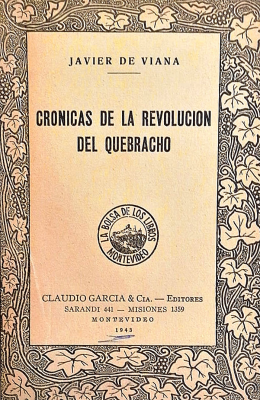 JAVIER DE VIANA
CRONICAS DE LA REVOLUCION
DEL QUEBRACHO
LA BOLSA DE LOS LIBROS
MONTEVIDEO
CLAUDIO GARCIA & CIA. — EDITORES
SARANDI 441 — MISIONES 1359
MONTEVIDEO
1943